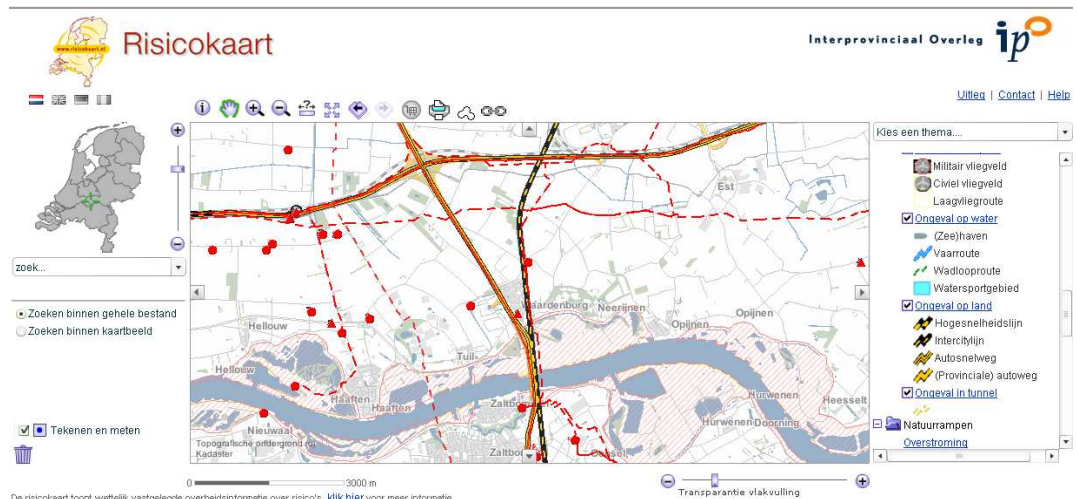 www.risicokaart.nl
Risicokaart
Interprovinciaal Overleg ipo
Uitleg | Contact | Help
Kies een thema....
Militair vliegveld
Civiel vliegveld
Laagvliegroute
Ongeval op water
(Zee)haven
Vaarroute
Wadlooproute
Watersportgebied
Ongeval op land
Hogesnelheidslijn
Intercitylijn
Autosnelweg
(Provinciale) autoweg
Ongeval in tunnel
Natuurrampen
Overstroming
zoek...
Zoeken binnen gehele bestand
Zoeken binnen kaartbeeld
Tekenen en meten
Est
Waardenburg
Neerijnen
Opijnen
Opijnen
Hellouw
Tuil
Hellouw
Haaften
Haaften
Hurwenen
Heesselt
Hurwenen
Doorning
Nieuwaal
Topografische ondergrond (c)
Kadaster
0 3000 m
Transparantie vlakvulling
De risicokaart toont wettelijk vastgelegde overheidsinformatie over risico's. klik hier voor meer informatie